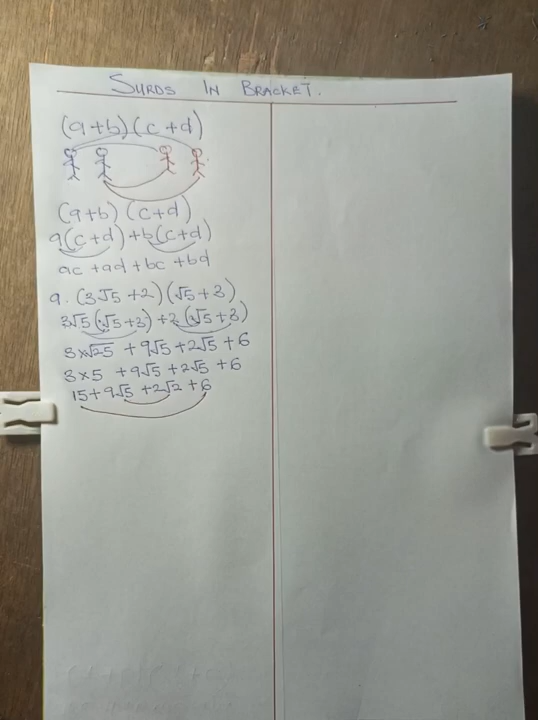 SURDS IN BRACKET.
(a+b)(c+d)
(a+b)(c+d)
a(c+d)+b(c+d)
ac+ad+bc+bd
a. (3√5+2)(√5+3)
3√5(√5+3)+2(√5+3)
3×√25+9√5+2√5+6
3×5+9√5+2√5+6
15+9√5+2√2+6